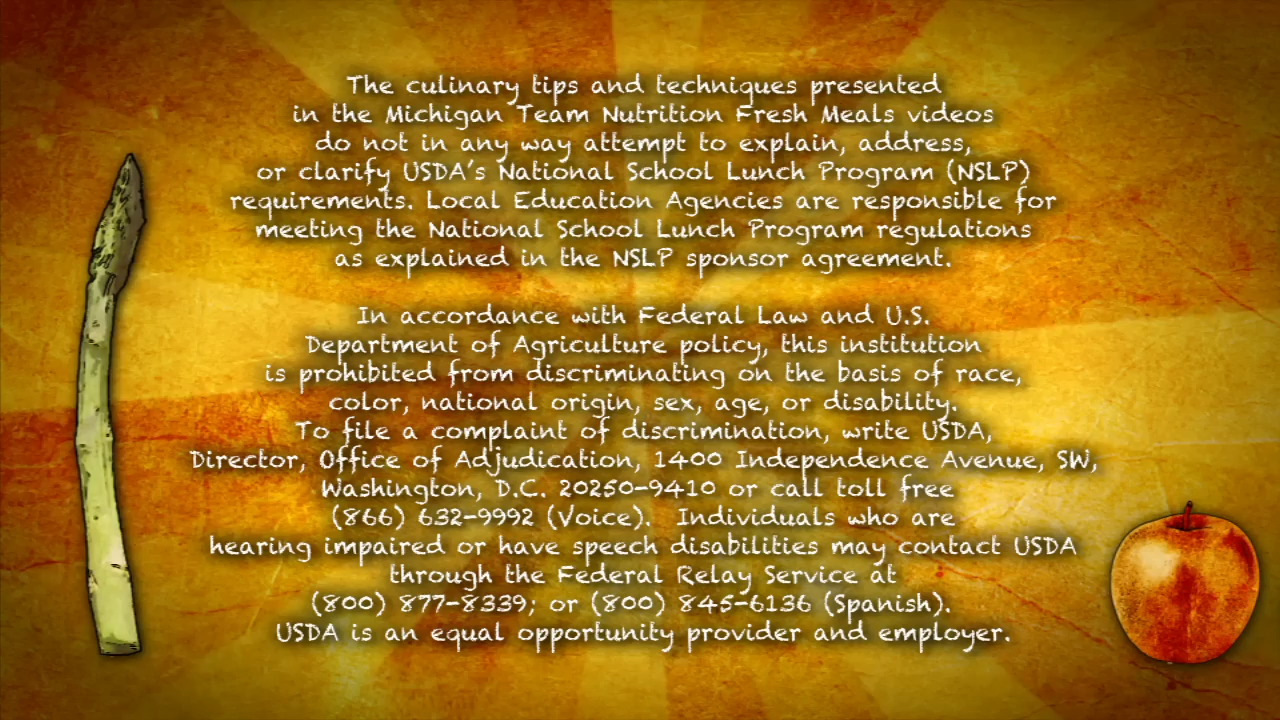 The culinary tips and techniques presented
in the Michigan Team Nutrition Fresh Meals videos
do not in any way attempt to explain, address,
or clarify USDA's National School Lunch Program (NSLP)
requirements. Local Education Agencies are responsible for
meeting the National School Lunch Program regulations
as explained in the NSLP sponsor agreement.
In accordance with Federal Law and U.S.
Department of Agriculture policy, this institution
is prohibited from discriminating on the basis of race,
color, national origin, sex, age, or disability.
To file a complaint of discrimination, write USDA,
Director, Office of Adjudication, 1400 Independence Avenue, SW,
Washington, D.C. 20250-9410 or call toll free
(866) 632-9992 (Voice). Individuals who are
hearing impaired or have speech disabilities may contact USDA
through the Federal Relay Service at
(800) 877-8339; or (800) 845-6136 (Spanish).
USDA is an equal opportunity provider and employer.